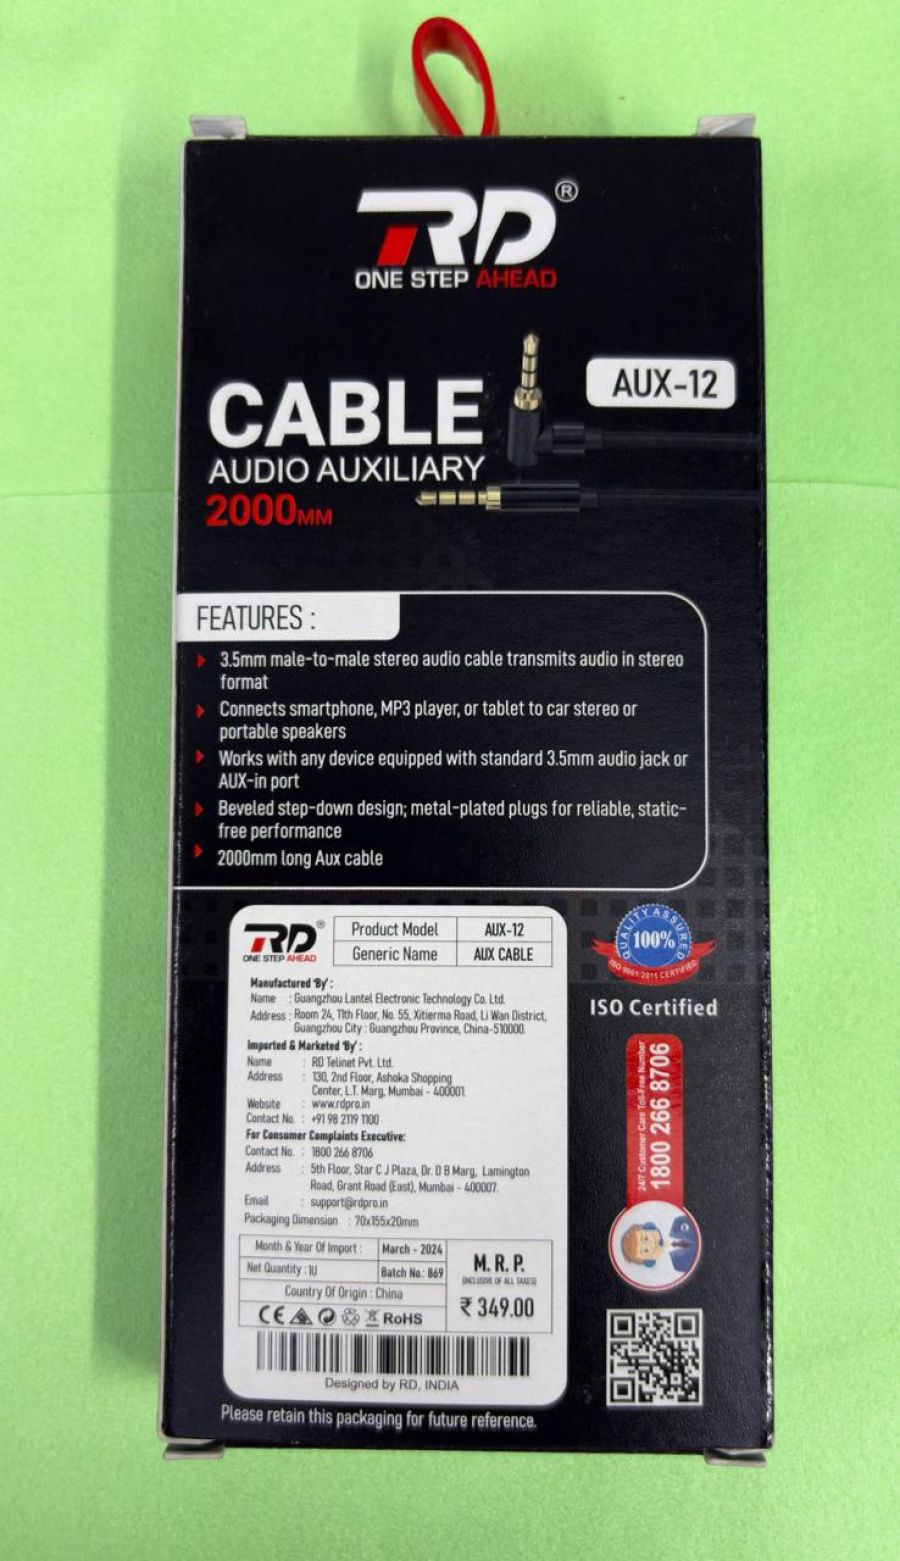 RD®
ONE STEP AHEAD
AUX-12
CABLE
AUDIO AUXILIARY
2000MM
FEATURES :
3.5mm male-to-male stereo audio cable transmits audio in stereo
format
Connects smartphone, MP3 player, or tablet to car stereo or
portable speakers
Works with any device equipped with standard 3.5mm audio jack or
AUX-in port
Beveled step-down design; metal-plated plugs for reliable, static-
free performance
2000mm long Aux cable
RD®
ONE STEP AHEAD
Product Model AUX-12
Generic Name AUX CABLE
Manufactured 'By' :
Name : Guangzhou Lantel Electronic Technology Co. Ltd.
Address : Room 24, 11th Floor, No. 55, Xitierma Road, Li Wan District,
Guangzhou City : Guangzhou Province, China-510000.
Imported & Marketed 'By' :
Name : RD Telinet Pvt. Ltd.
Address : 130, 2nd Floor, Ashoka Shopping
Center, L.T. Marg, Mumbai - 400001.
Website : www.rdpro.in
Contact No. : +91 98 2119 1100
For Consumer Complaints Executive:
Contact No. : 1800 266 8706
Address : 5th Floor, Star C J Plaza, Dr. D B Marg, Lamington
Road, Grant Road (East), Mumbai - 400007.
Email : support@rdpro.in
Packaging Dimension : 70x155x20mm
Month & Year Of Import : March - 2024
Net Quantity : 1U Batch No.: 869
Country Of Origin : China
M. R. P.
(INCLUSIVE OF ALL TAXES)
₹ 349.00
CE RoHS
Designed by RD, INDIA
QUALITY ASSURED
100%
ISO 9001:2015 CERTIFIED
ISO Certified
24/7 Customer Care Toll-Free Number
1800 266 8706
Please retain this packaging for future reference.